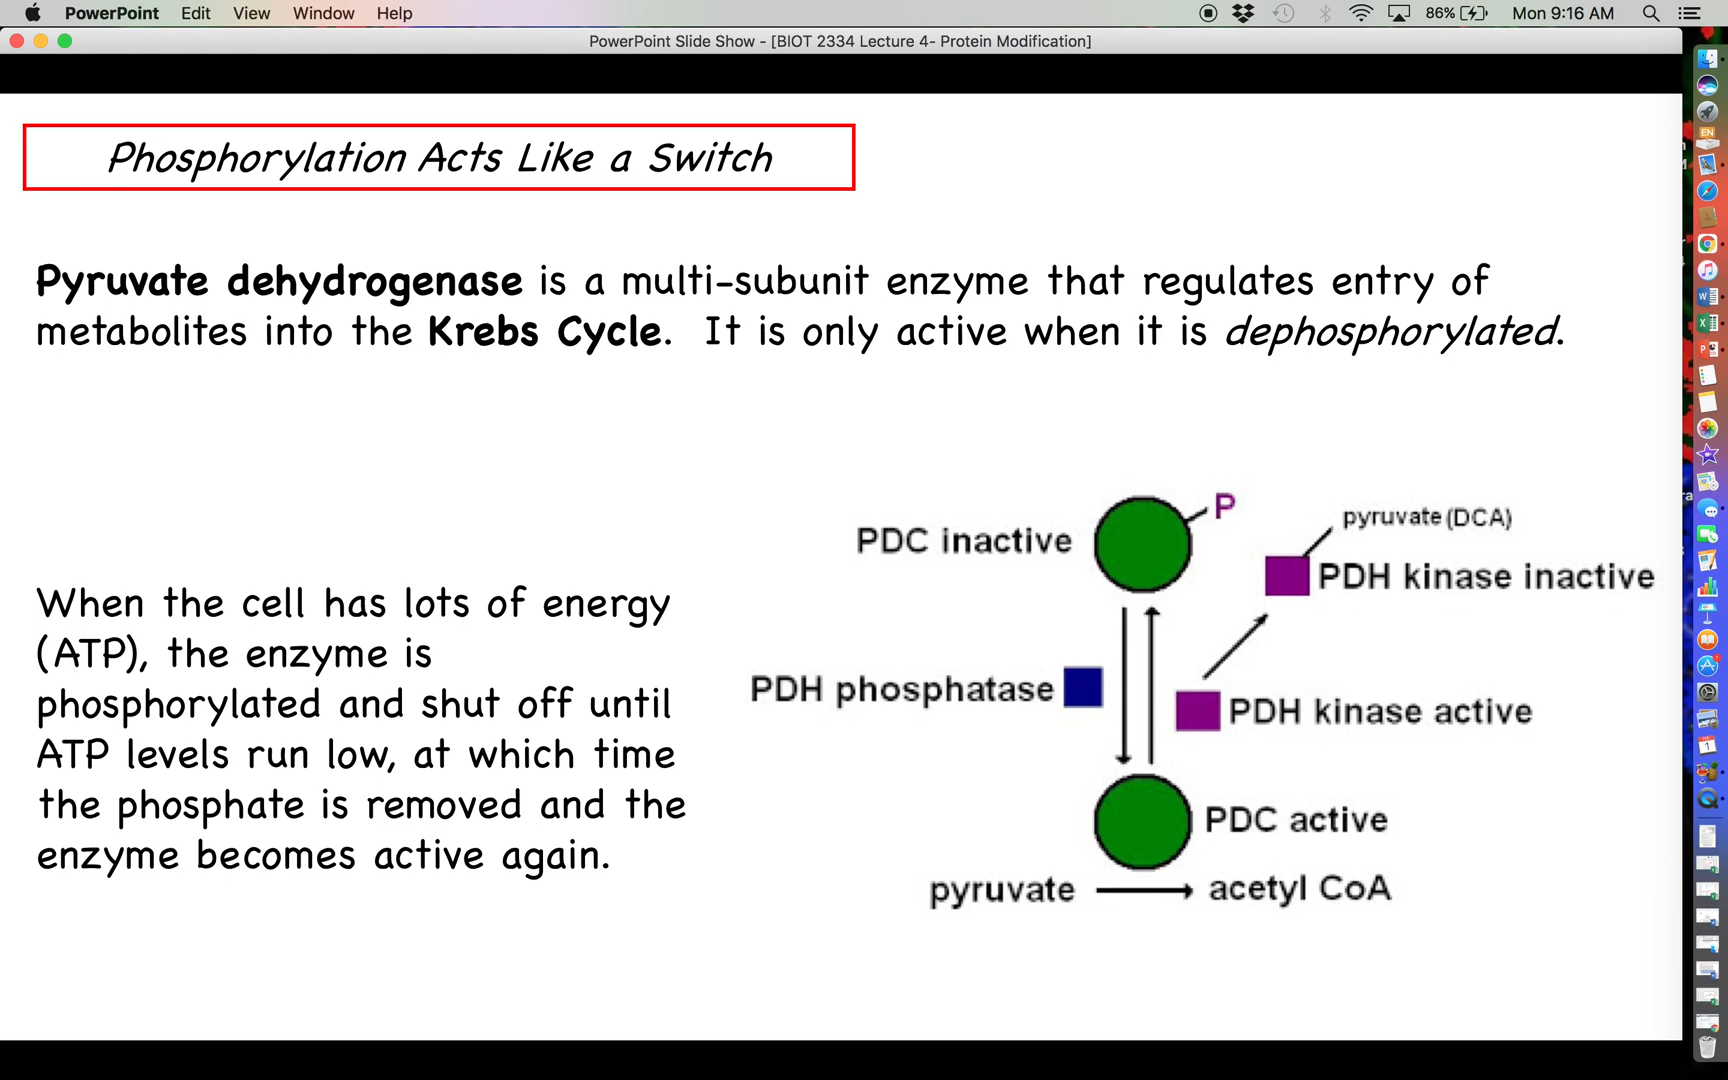 PowerPoint Edit View Window Help 86% Mon 9:16 AM
PowerPoint Slide Show - [BIOT 2334 Lecture 4- Protein Modification]
Phosphorylation Acts Like a Switch
Pyruvate dehydrogenase is a multi-subunit enzyme that regulates entry of
metabolites into the Krebs Cycle. It is only active when it is dephosphorylated.
When the cell has lots of energy
(ATP), the enzyme is
phosphorylated and shut off until
ATP levels run low, at which time
the phosphate is removed and the
enzyme becomes active again.
P
PDC inactive
pyruvate (DCA)
PDH kinase inactive
PDH phosphatase
PDH kinase active
PDC active
pyruvate
acetyl CoA
EN